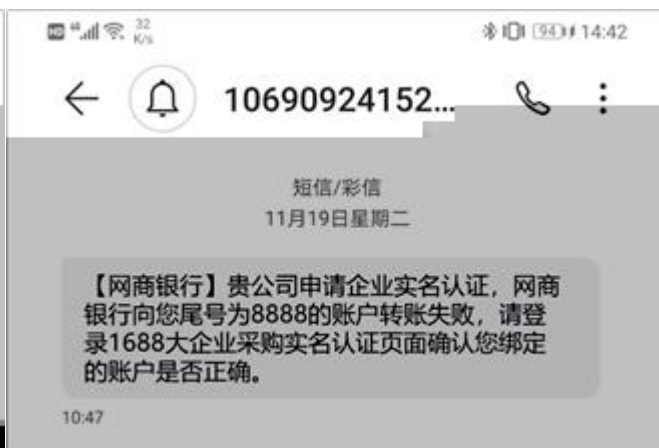 HD 4G 32 K/s 94 14:42
10690924152...
短信/彩信
11月19日星期二
【网商银行】贵公司申请企业实名认证，网商
银行向您尾号为8888的账户转账失败，请登
录1688大企业采购实名认证页面确认您绑定
的账户是否正确。
10:47